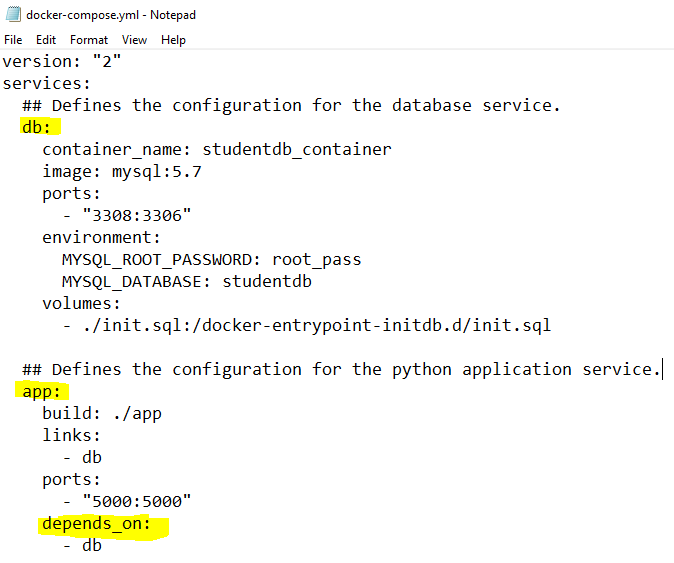 docker-compose.yml - Notepad
File Edit Format View Help
version: "2"
services:
  ## Defines the configuration for the database service.
  db:
    container_name: studentdb_container
    image: mysql:5.7
    ports:
      - "3308:3306"
    environment:
      MYSQL_ROOT_PASSWORD: root_pass
      MYSQL_DATABASE: studentdb
    volumes:
      - ./init.sql:/docker-entrypoint-initdb.d/init.sql

  ## Defines the configuration for the python application service.
  app:
    build: ./app
    links:
      - db
    ports:
      - "5000:5000"
    depends_on:
      - db